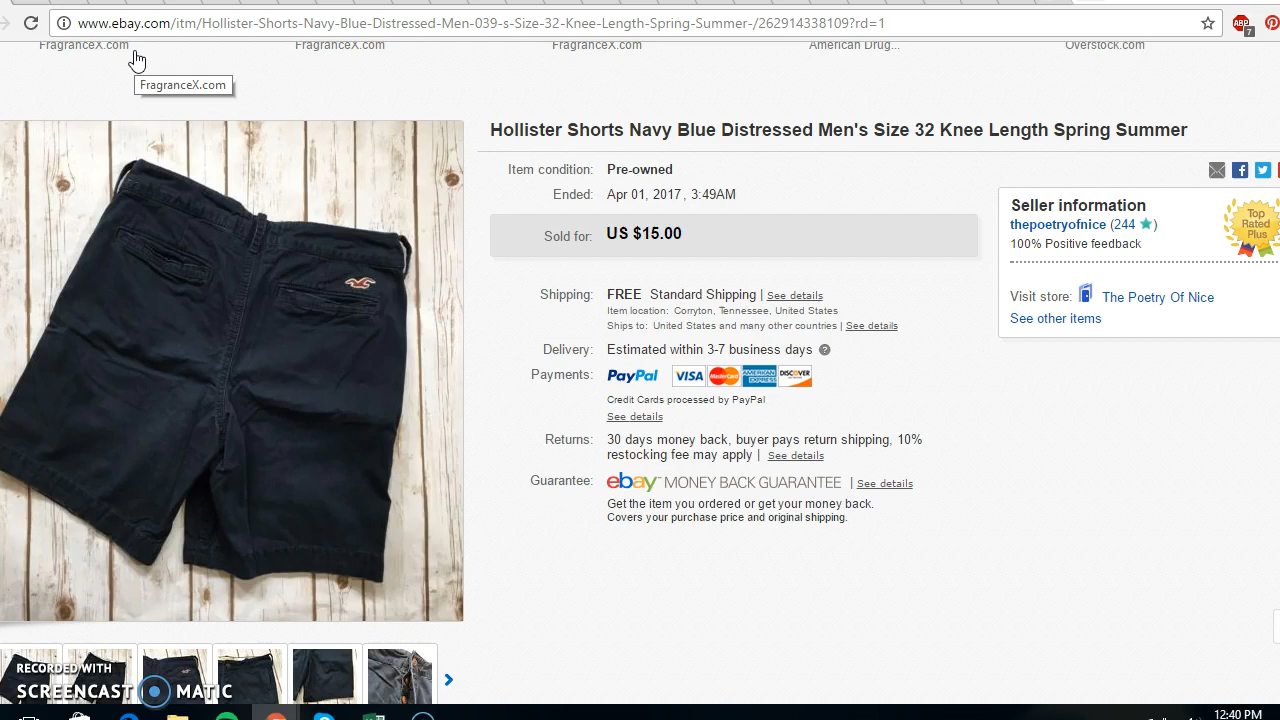 www.ebay.com/itm/Hollister-Shorts-Navy-Blue-Distressed-Men-039-s-Size-32-Knee-Length-Spring-Summer-/262914338109?rd=1
ABP
7
FragranceX.com
FragranceX.com
FragranceX.com
American Drug...
Overstock.com
FragranceX.com
Hollister Shorts Navy Blue Distressed Men's Size 32 Knee Length Spring Summer
Item condition: Pre-owned
Ended: Apr 01, 2017 , 3:49AM
Sold for: US $15.00
Shipping: FREE Standard Shipping | See details
Item location: Corryton, Tennessee, United States
Ships to: United States and many other countries | See details
Delivery: Estimated within 3-7 business days ?
Payments: PayPal VISA MasterCard AMERICAN EXPRESS DISCOVER
Credit Cards processed by PayPal
See details
Returns: 30 days money back, buyer pays return shipping, 10%
restocking fee may apply | See details
Guarantee: ebay™ MONEY BACK GUARANTEE | See details
Get the item you ordered or get your money back.
Covers your purchase price and original shipping.
Seller information
thepoetryofnice (244 ★)
100% Positive feedback
Top
Rated
Plus
Visit store: The Poetry Of Nice
See other items
RECORDED WITH
SCREENCAST MATIC
12:40 PM